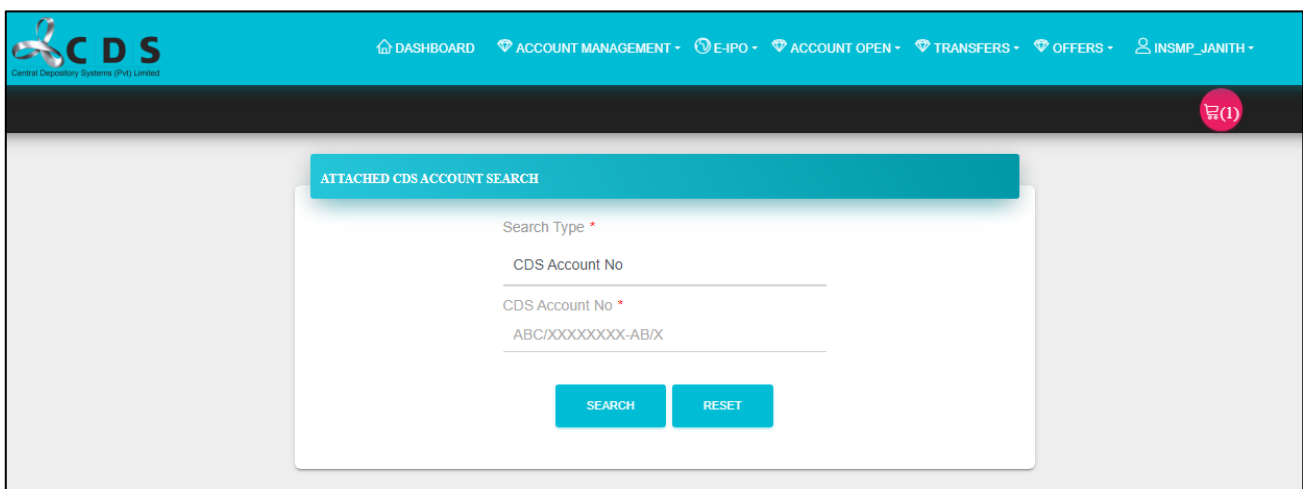 CDS
Central Depository Systems (Pvt) Limited
DASHBOARD ACCOUNT MANAGEMENT E-IPO ACCOUNT OPEN TRANSFERS OFFERS INSMP_JANITH
(1)
ATTACHED CDS ACCOUNT SEARCH
Search Type *
CDS Account No
CDS Account No *
ABC/XXXXXXXX-AB/X
SEARCH RESET